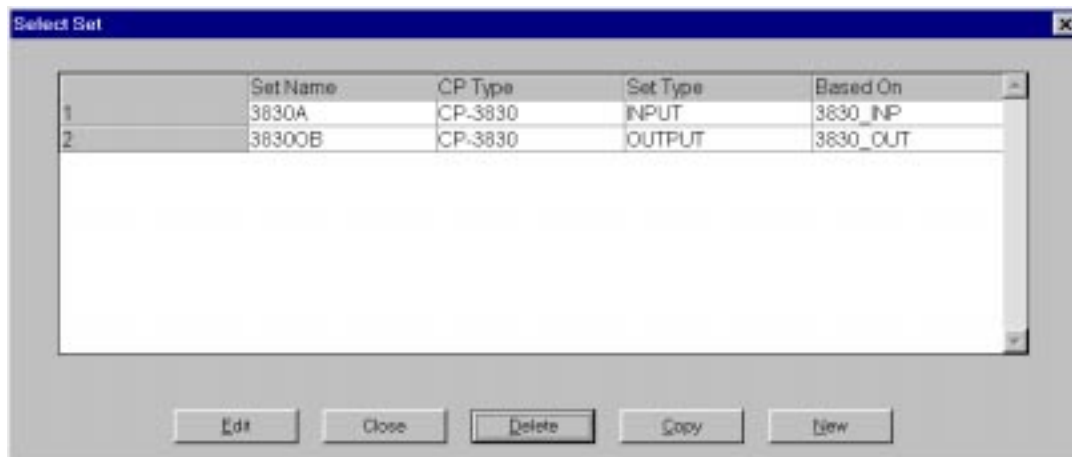 Select Set
Set Name CP Type Set Type Based On
1 3830A CP-3830 INPUT 3830_INP
2 3830OB CP-3830 OUTPUT 3830_OUT
Edit Close Delete Copy New